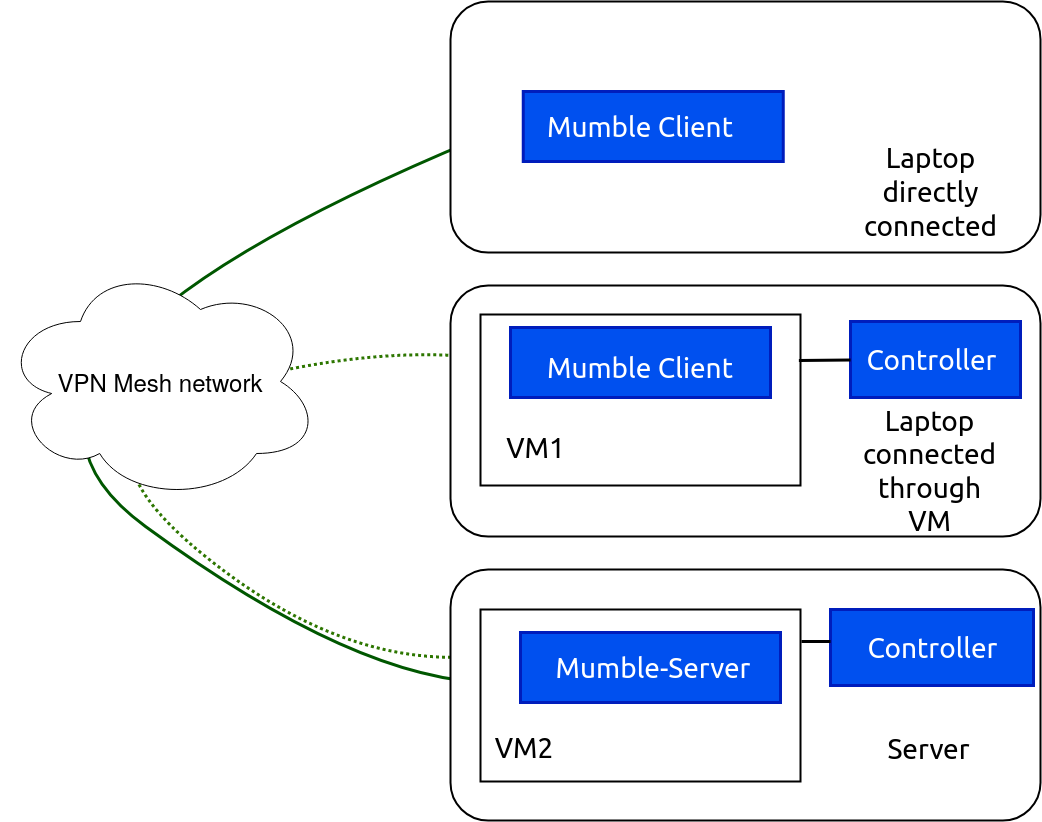 Mumble Client
Laptop
directly
connected
VPN Mesh network
Mumble Client
VM1
Controller
Laptop
connected
through
VM
Mumble-Server
VM2
Controller
Server